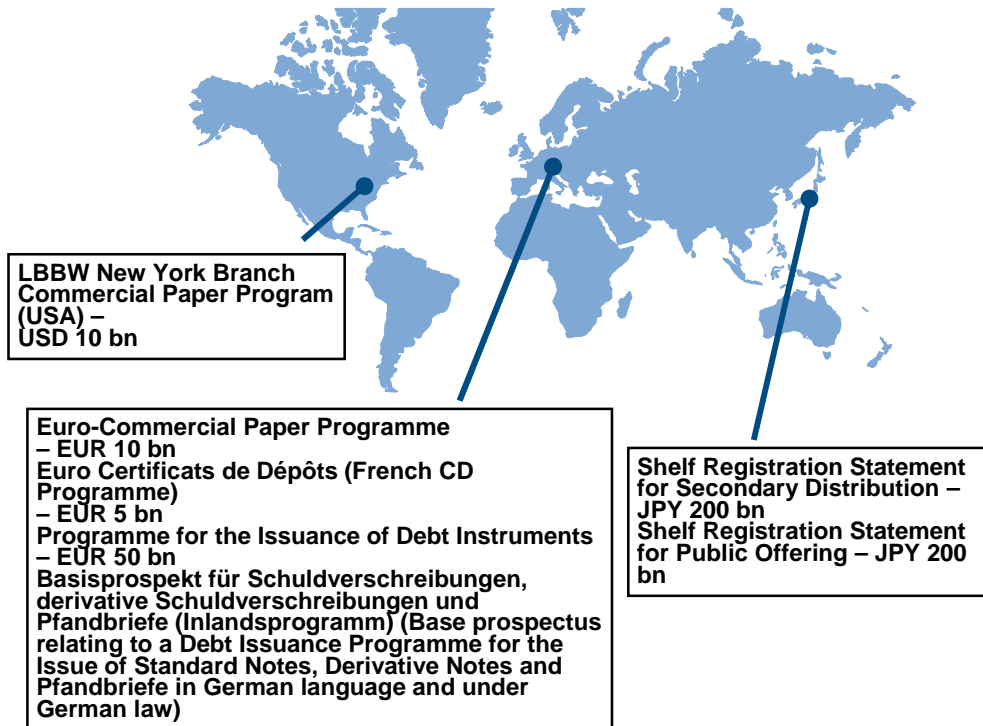 LBBW New York Branch
Commercial Paper Program
(USA) –
USD 10 bn
Euro-Commercial Paper Programme
– EUR 10 bn
Euro Certificats de Dépôts (French CD
Programme)
– EUR 5 bn
Programme for the Issuance of Debt Instruments
– EUR 50 bn
Basisprospekt für Schuldverschreibungen,
derivative Schuldverschreibungen und
Pfandbriefe (Inlandsprogramm) (Base prospectus
relating to a Debt Issuance Programme for the
Issue of Standard Notes, Derivative Notes and
Pfandbriefe in German language and under
German law)
Shelf Registration Statement
for Secondary Distribution –
JPY 200 bn
Shelf Registration Statement
for Public Offering – JPY 200
bn